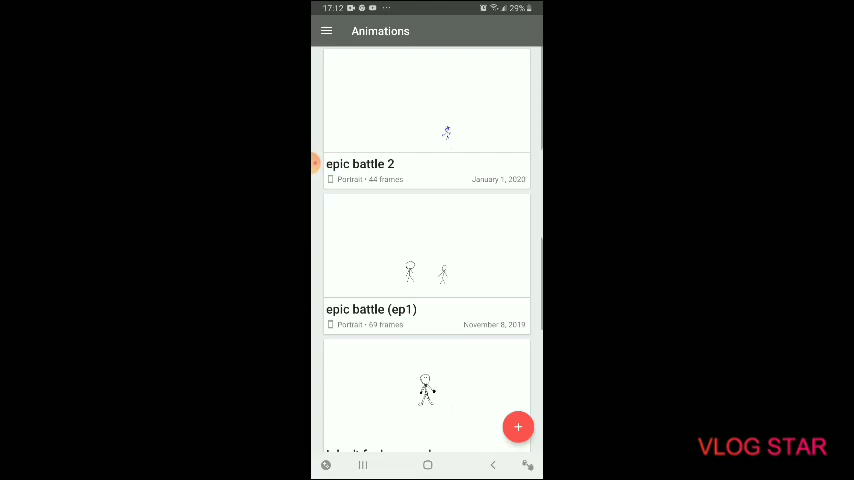 17:12 29%
Animations
epic battle 2
Portrait • 44 frames January 1, 2020
epic battle (ep1)
Portrait • 69 frames November 8, 2019
VLOG STAR